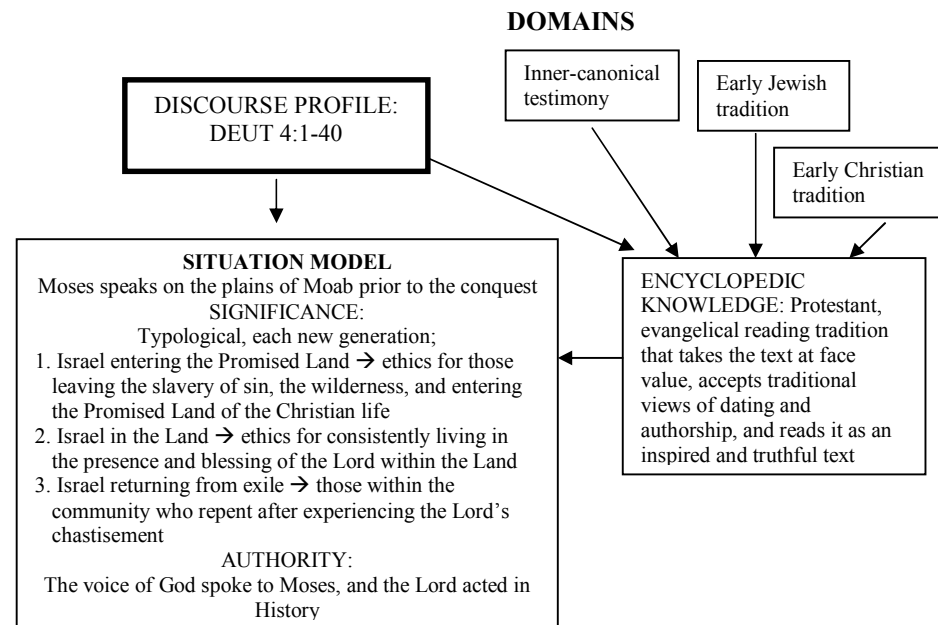 DOMAINS
Inner-canonical
testimony
Early Jewish
tradition
Early Christian
tradition
DISCOURSE PROFILE:
DEUT 4:1-40
SITUATION MODEL
Moses speaks on the plains of Moab prior to the conquest
SIGNIFICANCE:
Typological, each new generation;
1. Israel entering the Promised Land → ethics for those
leaving the slavery of sin, the wilderness, and entering
the Promised Land of the Christian life
2. Israel in the Land → ethics for consistently living in
the presence and blessing of the Lord within the Land
3. Israel returning from exile → those within the
community who repent after experiencing the Lord's
chastisement
AUTHORITY:
The voice of God spoke to Moses, and the Lord acted in
History
ENCYCLOPEDIC
KNOWLEDGE: Protestant,
evangelical reading tradition
that takes the text at face
value, accepts traditional
views of dating and
authorship, and reads it as an
inspired and truthful text